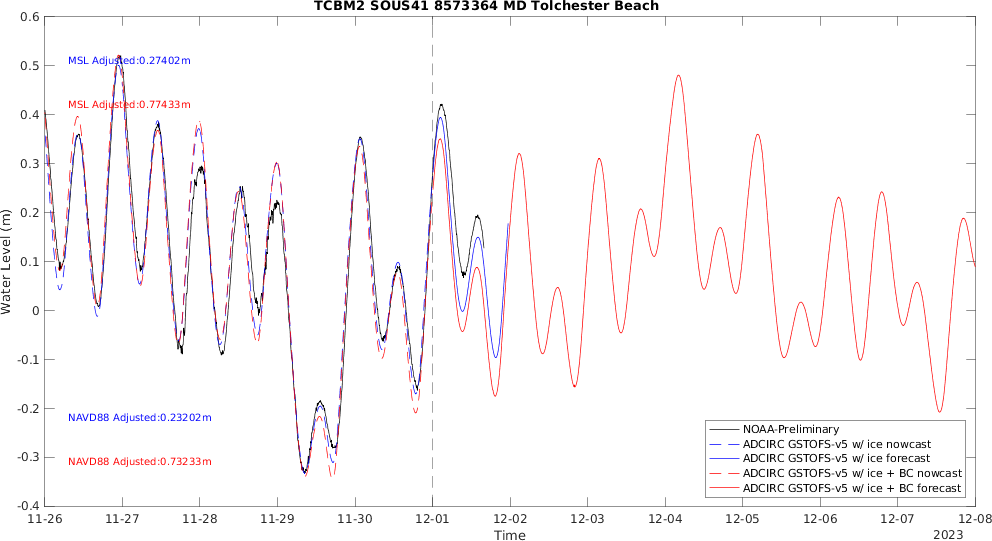 TCBM2 SOUS41 8573364 MD Tolchester Beach
0.6
0.5
0.4
0.3
0.2
0.1
0
-0.1
-0.2
-0.3
-0.4
Water Level (m)
MSL Adjusted:0.27402m
MSL Adjusted:0.77433m
NAVD88 Adjusted:0.23202m
NAVD88 Adjusted:0.73233m
NOAA-Preliminary
ADCIRC GSTOFS-v5 w/ ice nowcast
ADCIRC GSTOFS-v5 w/ ice forecast
ADCIRC GSTOFS-v5 w/ ice + BC nowcast
ADCIRC GSTOFS-v5 w/ ice + BC forecast
11-26 11-27 11-28 11-29 11-30 12-01 12-02 12-03 12-04 12-05 12-06 12-07 12-08
Time
2023